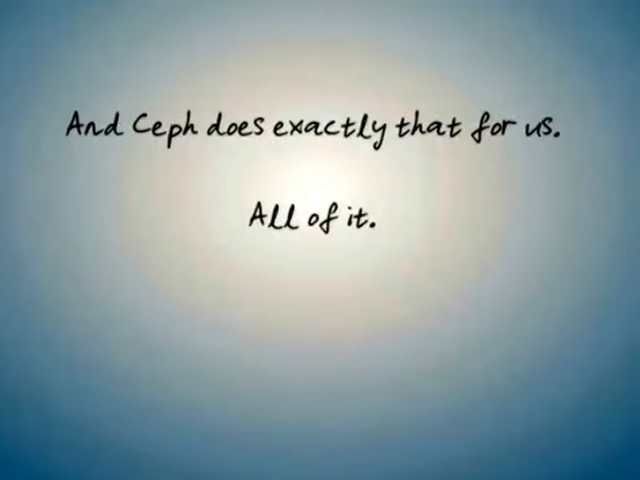 And Ceph does exactly that for us.
All of it.